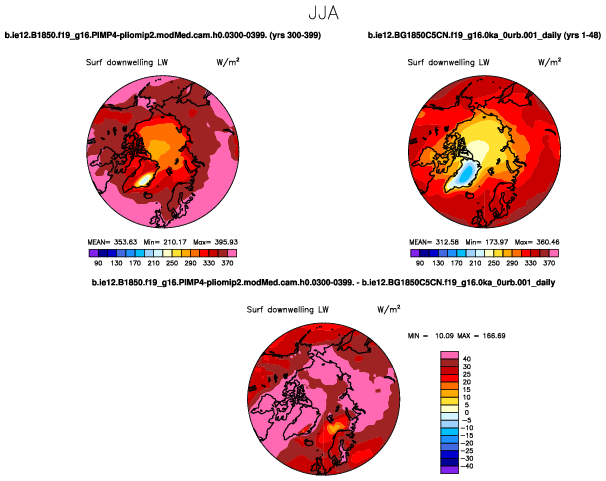 JJA
b.ie12.B1850.f19_g16.PIMP4-pliomip2.modMed.cam.h0.0300-0399. (yrs 300-399)
b.ie12.BG1850C5CN.f19_g16.0ka_0urb.001_daily (yrs 1-48)
Surf downwelling LW W/m²
Surf downwelling LW W/m²
MEAN= 353.63 Min= 210.17 Max= 395.93
MEAN= 312.58 Min= 173.97 Max= 360.46
90 130 170 210 250 290 330 370
90 130 170 210 250 290 330 370
b.ie12.B1850.f19_g16.PIMP4-pliomip2.modMed.cam.h0.0300-0399. - b.ie12.BG1850C5CN.f19_g16.0ka_0urb.001_daily
Surf downwelling LW W/m²
MIN = 10.09 MAX = 166.69
40
35
30
25
20
15
10
5
0
-5
-10
-15
-20
-25
-30
-35
-40